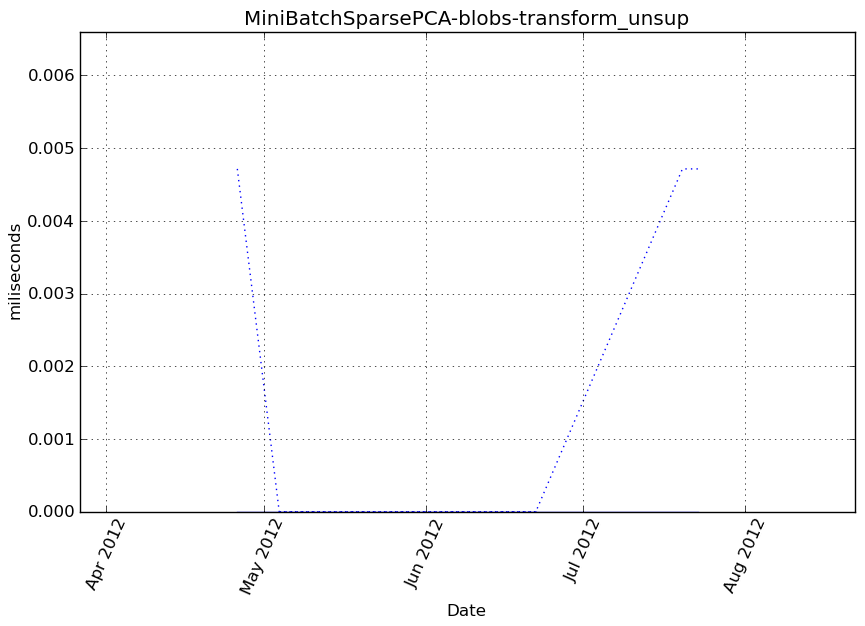 MiniBatchSparsePCA-blobs-transform_unsup
0.006
0.005
0.004
0.003
0.002
0.001
0.000
miliseconds
Apr 2012
May 2012
Jun 2012
Jul 2012
Aug 2012
Date